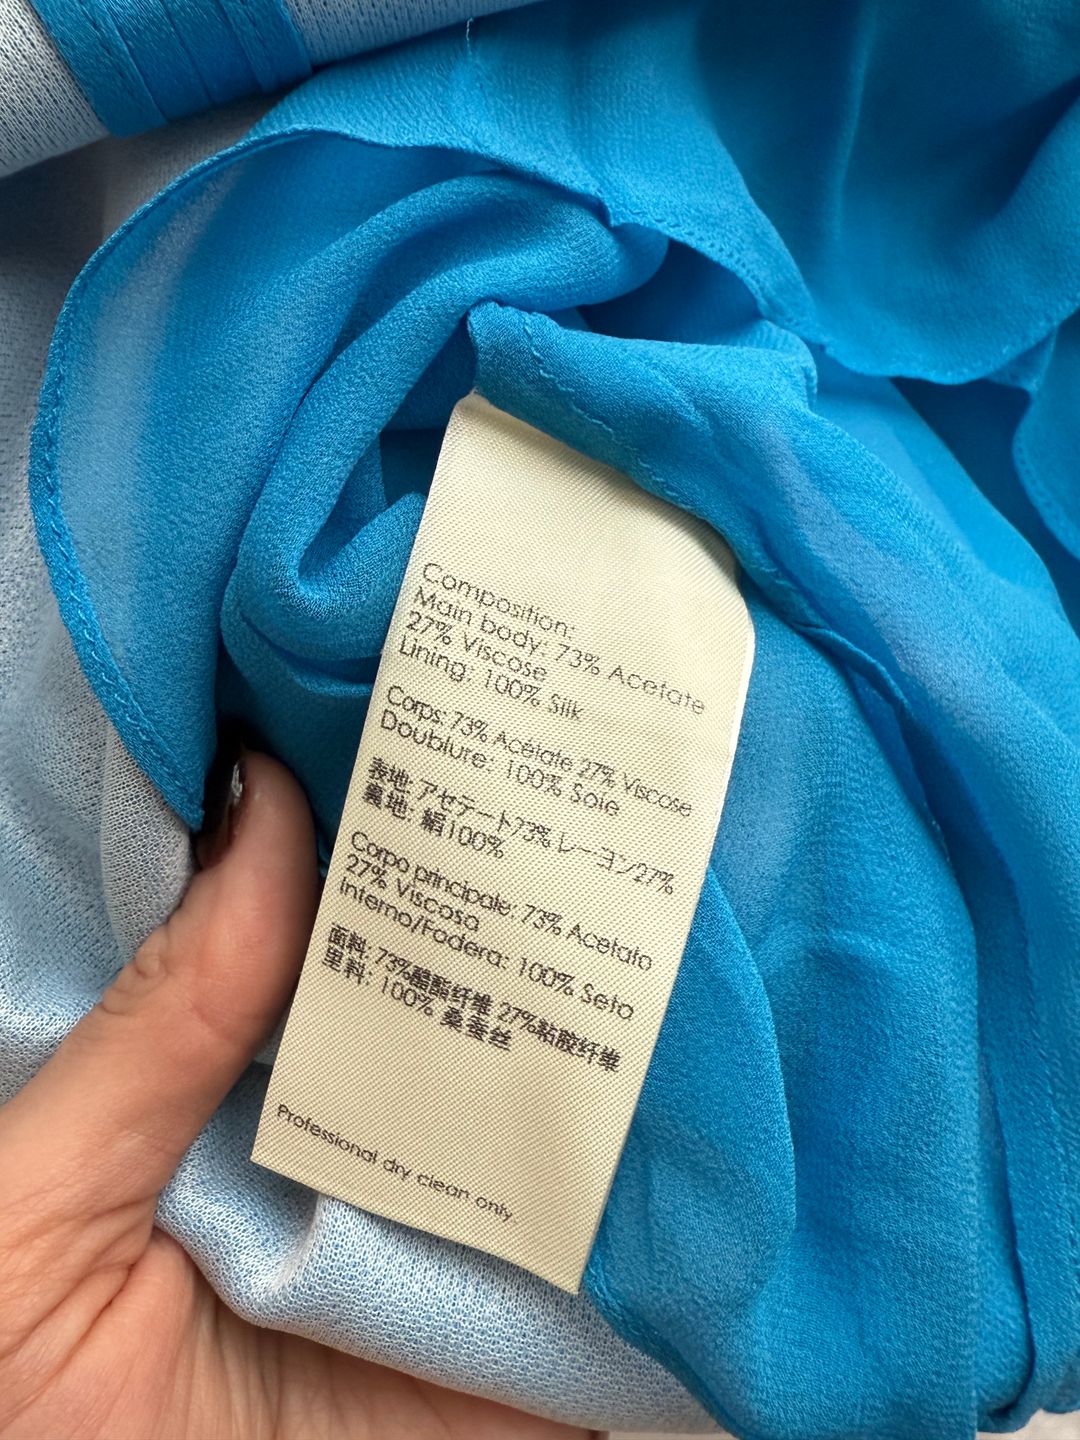 Composition:
Main body: 73% Acetate
27% Viscose
Lining: 100% Silk
Corps: 73% Acétate 27% Viscose
Doublure: 100% Soie
表地: アセテート73% レーヨン27%
裏地: 絹100%
Corpo principale: 73% Acetato
27% Viscosa
Interno/Fodera: 100% Seta
面料: 73%醋酯纤维 27%粘胶纤维
里料: 100% 桑蚕丝
Professional dry clean only.